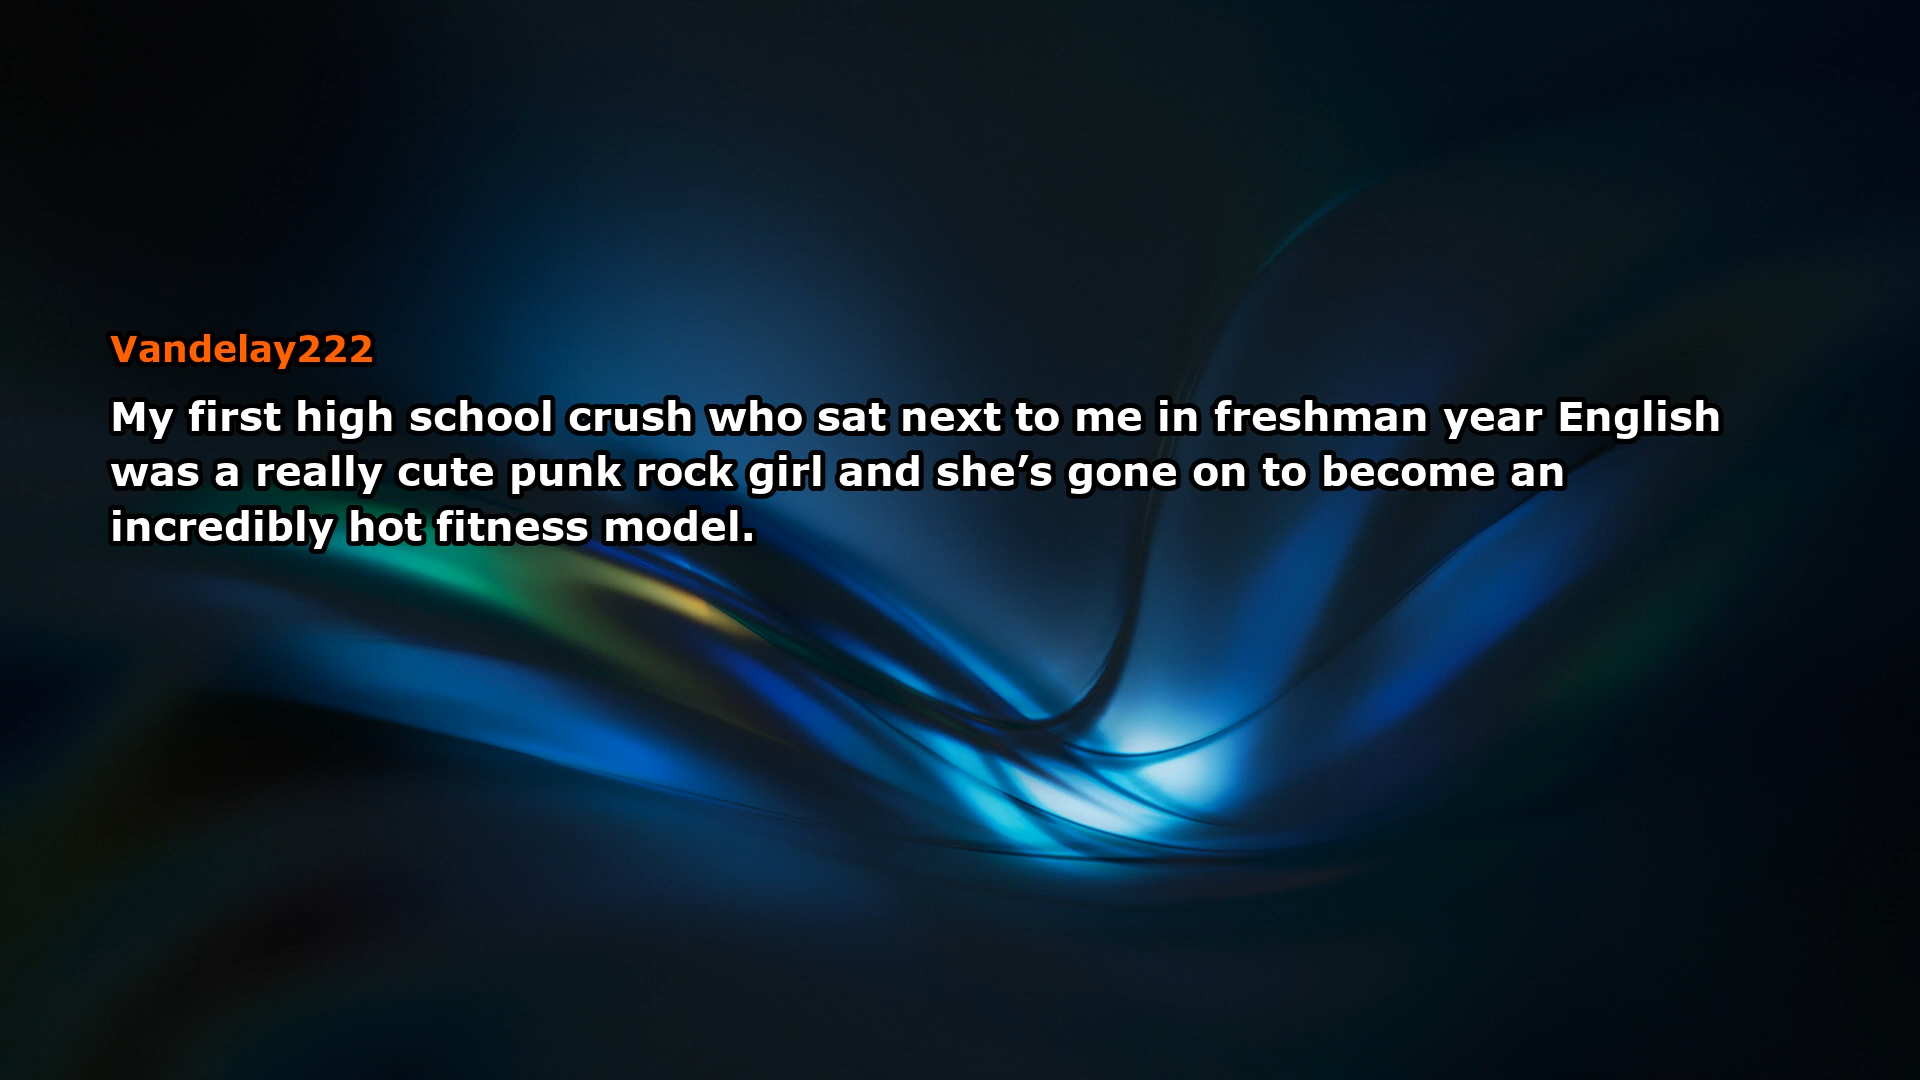 Vandelay222
My first high school crush who sat next to me in freshman year English
was a really cute punk rock girl and she’s gone on to become an
incredibly hot fitness model.